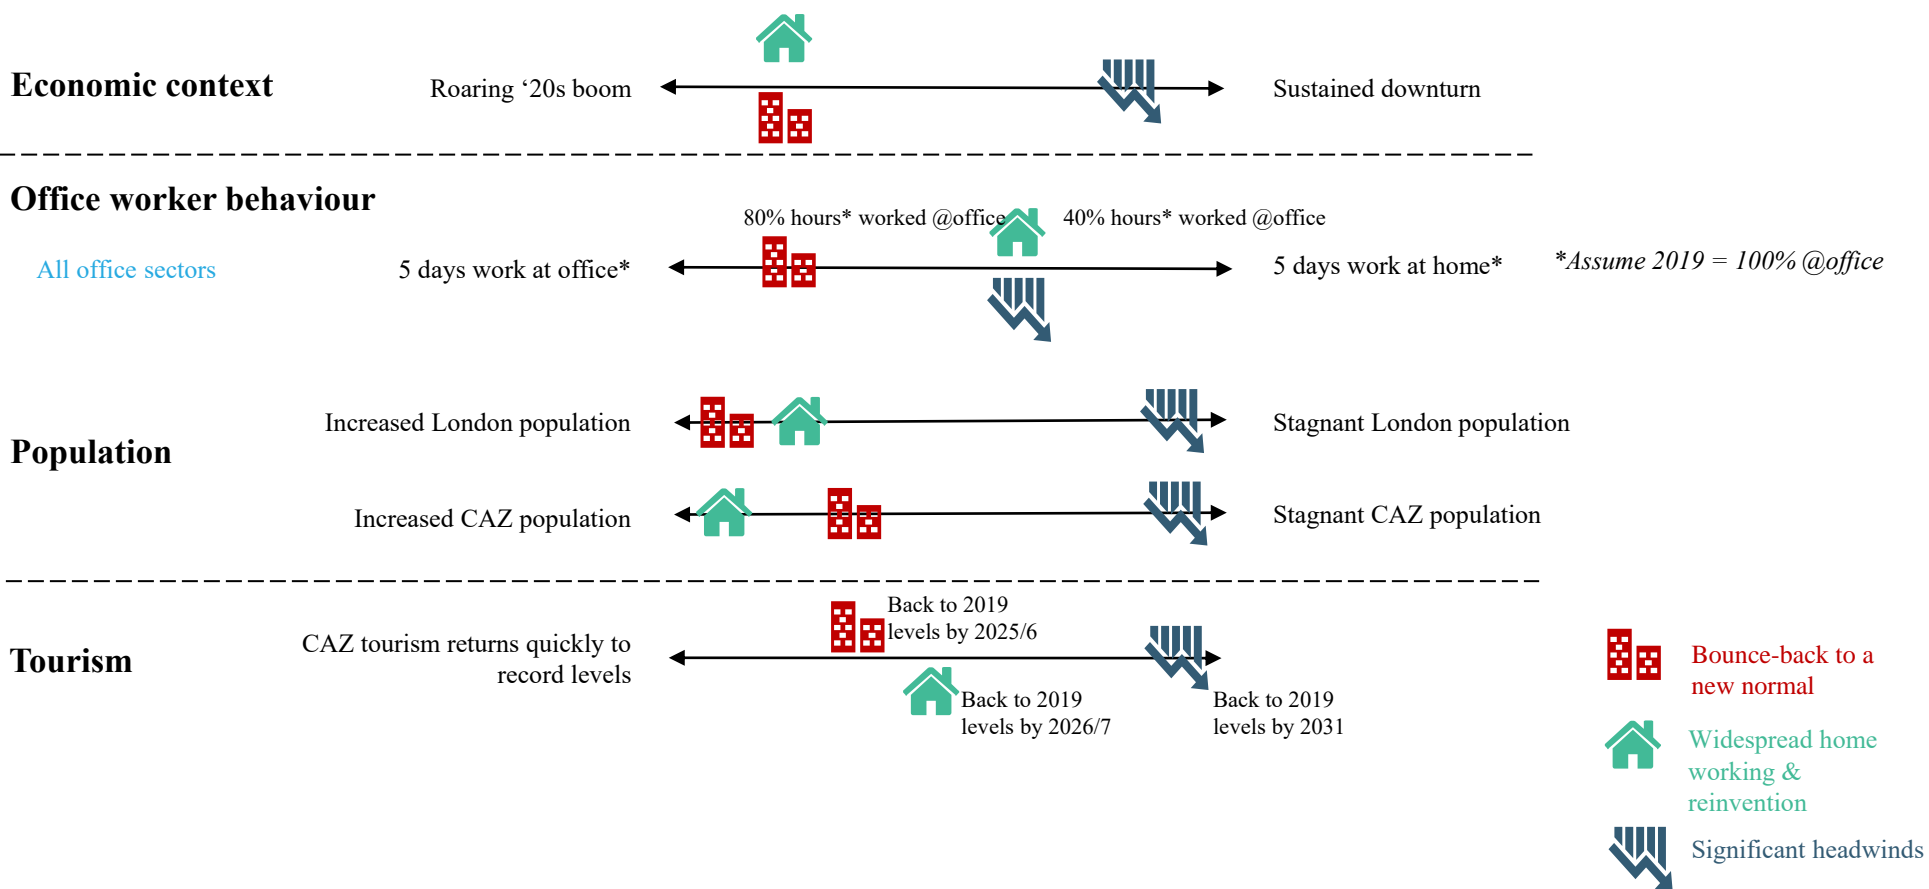 Economic context
Roaring ‘20s boom
Sustained downturn
Office worker behaviour
80% hours* worked @office
40% hours* worked @office
All office sectors
5 days work at office*
5 days work at home*
*Assume 2019 = 100% @office
Population
Increased London population
Stagnant London population
Increased CAZ population
Stagnant CAZ population
Tourism
CAZ tourism returns quickly to
record levels
Back to 2019
levels by 2025/6
Back to 2019
levels by 2026/7
Back to 2019
levels by 2031
Bounce-back to a
new normal
Widespread home
working &
reinvention
Significant headwinds